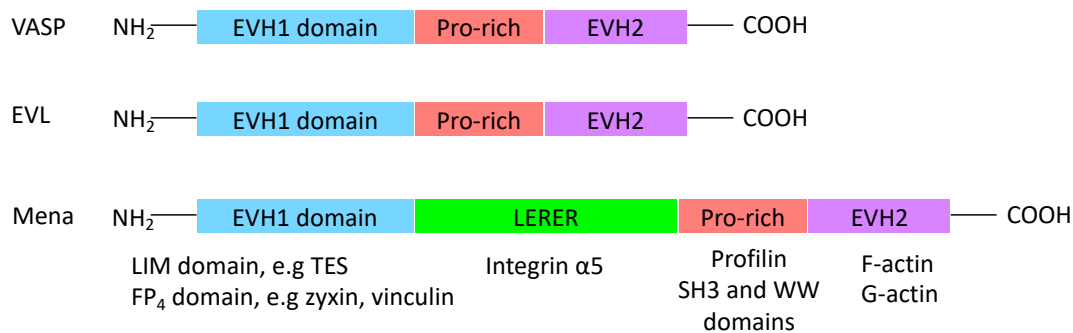 VASP NH₂ EVH1 domain Pro-rich EVH2 COOH
EVL NH₂ EVH1 domain Pro-rich EVH2 COOH
Mena NH₂ EVH1 domain LERER Pro-rich EVH2 COOH
LIM domain, e.g TES
FP₄ domain, e.g zyxin, vinculin
Integrin α5
Profilin
SH3 and WW
domains
F-actin
G-actin